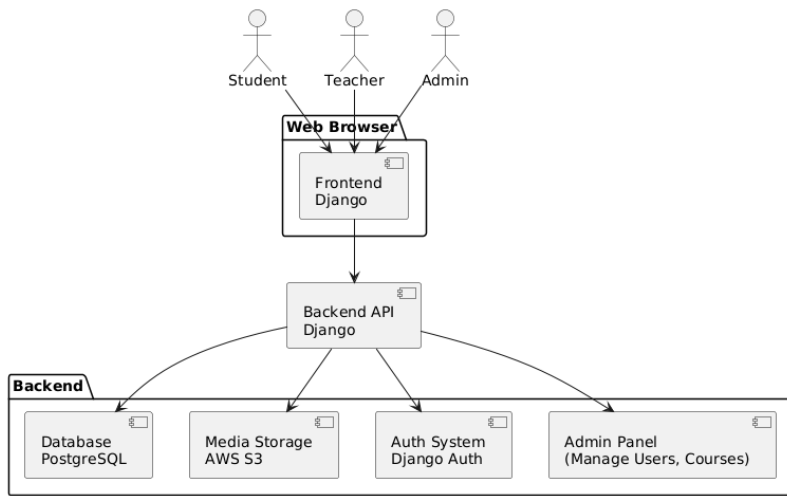 Student
Teacher
Admin
Web Browser
Frontend
Django
Backend API
Django
Backend
Database
PostgreSQL
Media Storage
AWS S3
Auth System
Django Auth
Admin Panel
(Manage Users, Courses)